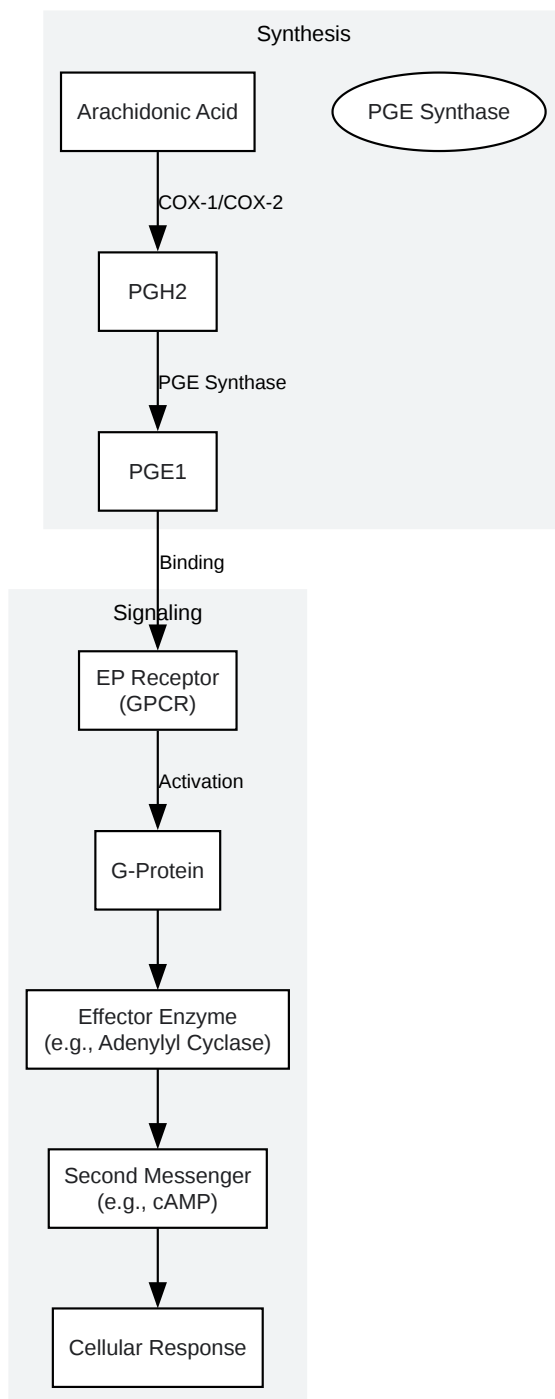 Synthesis
Arachidonic Acid
PGE Synthase
COX-1/COX-2
PGH2
PGE Synthase
PGE1
Binding
Signaling
EP Receptor
(GPCR)
Activation
G-Protein
Effector Enzyme
(e.g., Adenylyl Cyclase)
Second Messenger
(e.g., cAMP)
Cellular Response